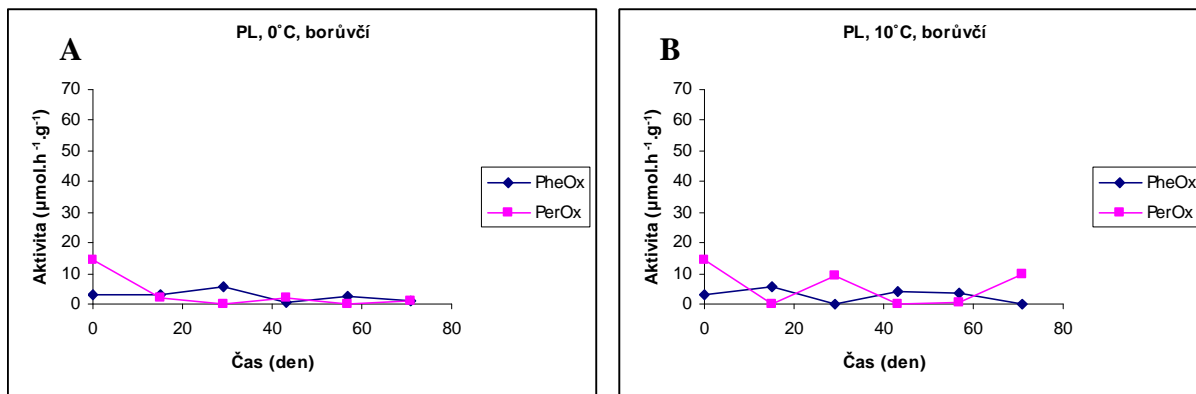 A
PL, 0˚C, borůvčí
Aktivita (µmol.h⁻¹.g⁻¹)
70
60
50
40
30
20
10
0
0 20 40 60 80
Čas (den)
PheOx
PerOx
B
PL, 10˚C, borůvčí
Aktivita (µmol.h⁻¹.g⁻¹)
70
60
50
40
30
20
10
0
0 20 40 60 80
Čas (den)
PheOx
PerOx